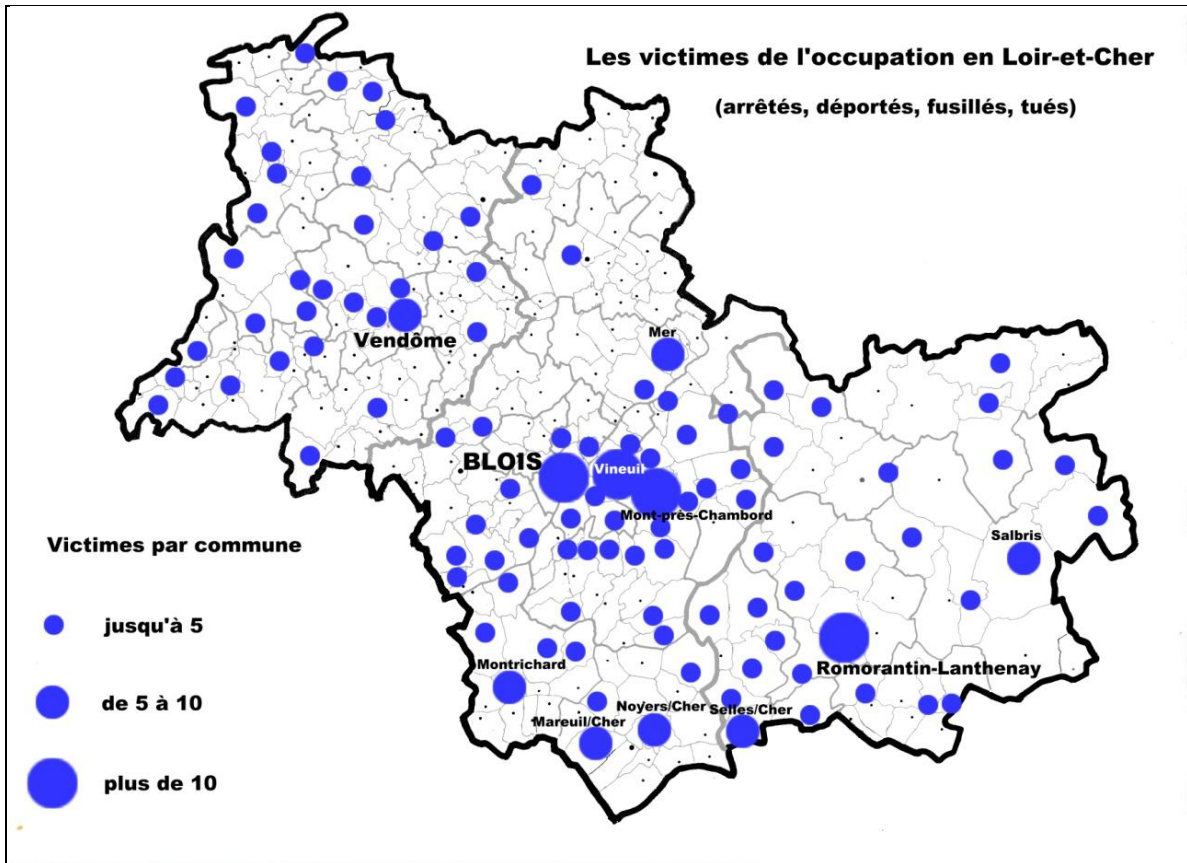 Les victimes de l'occupation en Loir-et-Cher
(arrêtés, déportés, fusillés, tués)
Mer
Vendôme
BLOIS
Vineuil
Mont-près-Chambord
Salbris
Victimes par commune
jusqu'à 5
Romorantin-Lanthenay
Montrichard
de 5 à 10
Noyers/Cher
Selles/Cher
Mareuil/Cher
plus de 10